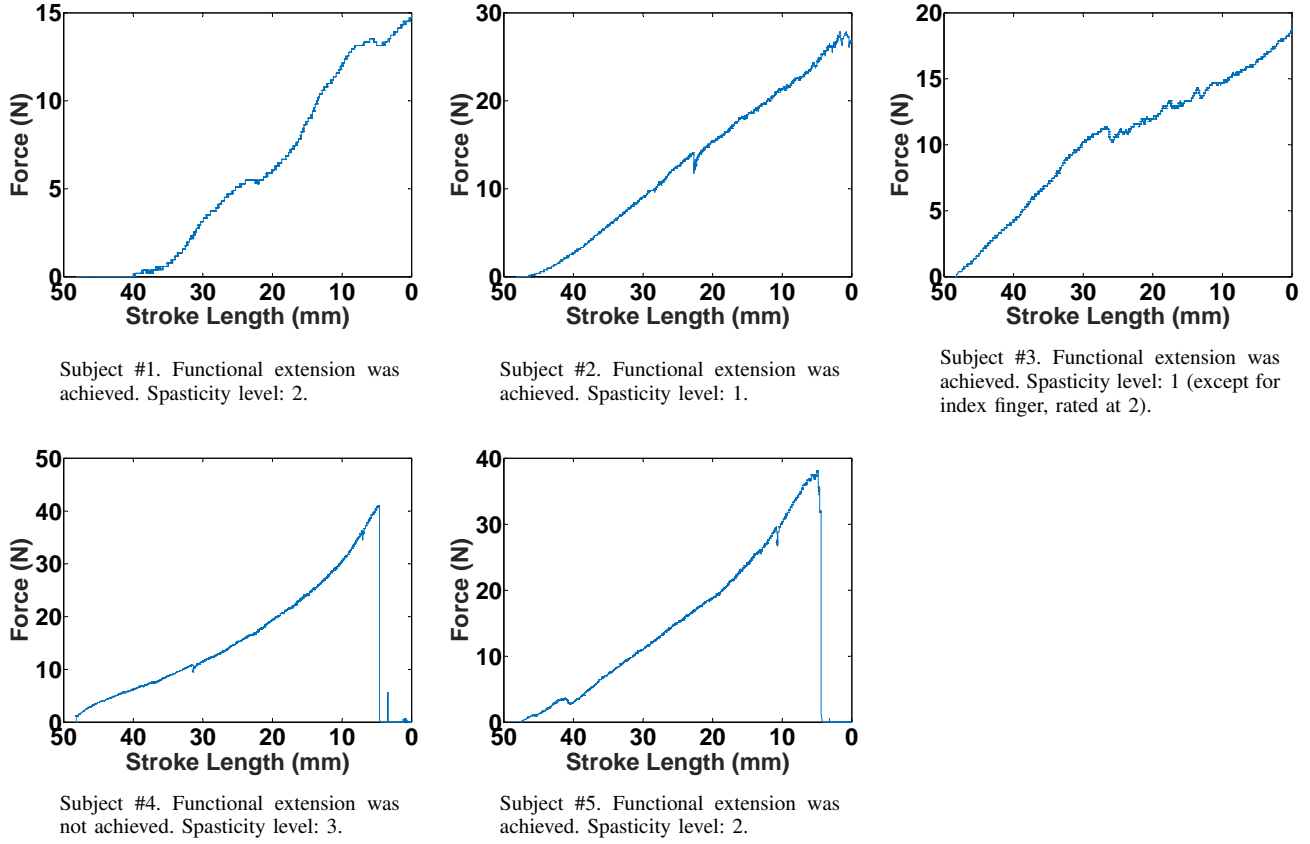 15
10
5
0
Force (N)
50 40 30 20 10 0
Stroke Length (mm)
Subject #1. Functional extension was
achieved. Spasticity level: 2.
30
20
10
0
Force (N)
50 40 30 20 10 0
Stroke Length (mm)
Subject #2. Functional extension was
achieved. Spasticity level: 1.
20
15
10
5
0
Force (N)
50 40 30 20 10 0
Stroke Length (mm)
Subject #3. Functional extension was
achieved. Spasticity level: 1 (except for
index finger, rated at 2).
50
40
30
20
10
0
Force (N)
50 40 30 20 10 0
Stroke Length (mm)
Subject #4. Functional extension was
not achieved. Spasticity level: 3.
40
30
20
10
0
Force (N)
50 40 30 20 10 0
Stroke Length (mm)
Subject #5. Functional extension was
achieved. Spasticity level: 2.